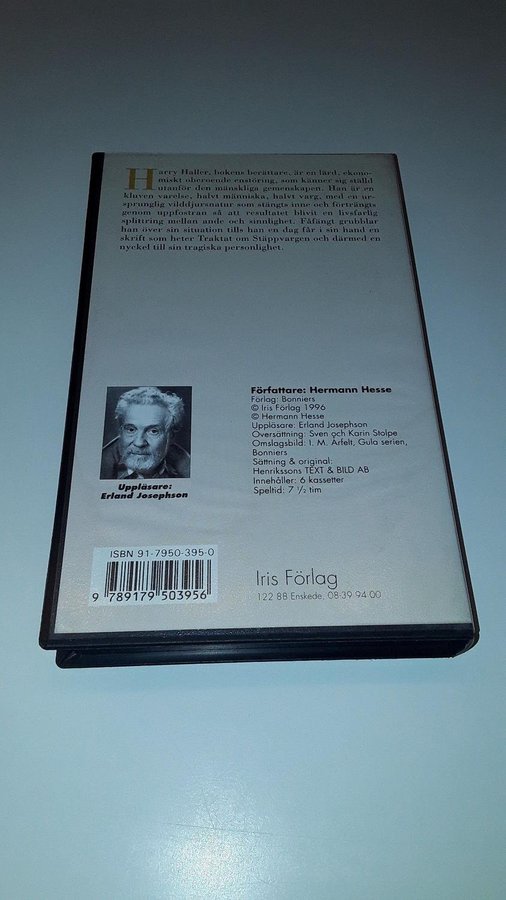 Harry Haller, bokens berättare, är en lärd, ekono-
miskt oberoende enstöring, som känner sig ställd
utanför den mänskliga gemenskapen. Han är en
kluven varelse, halvt människa, halvt varg, med en ur-
sprunglig vilddjursnatur som stängts inne och förträngts
genom uppfostran så att resultatet blivit en livsfarlig
splittring mellan ande och sinnlighet. Fåfängt grubblar
han över sin situation tills han en dag får i sin hand en
skrift som heter Traktat om Stäppvargen och därmed en
nyckel till sin tragiska personlighet.
Uppläsare:
Erland Josephson
Författare: Hermann Hesse
Förlag: Bonniers
© Iris Förlag 1996
© Hermann Hesse
Uppläsare: Erland Josephson
Översättning: Sven och Karin Stolpe
Omslagsbild: I. M. Arfelt, Gula serien,
Bonniers
Sättning & original:
Henrikssons TEXT & BILD AB
Innehåller: 6 kassetter
Speltid: 7 ½ tim
ISBN 91-7950-395-0
9 789179 503956
Iris Förlag
122 88 Enskede, 08-39 94 00